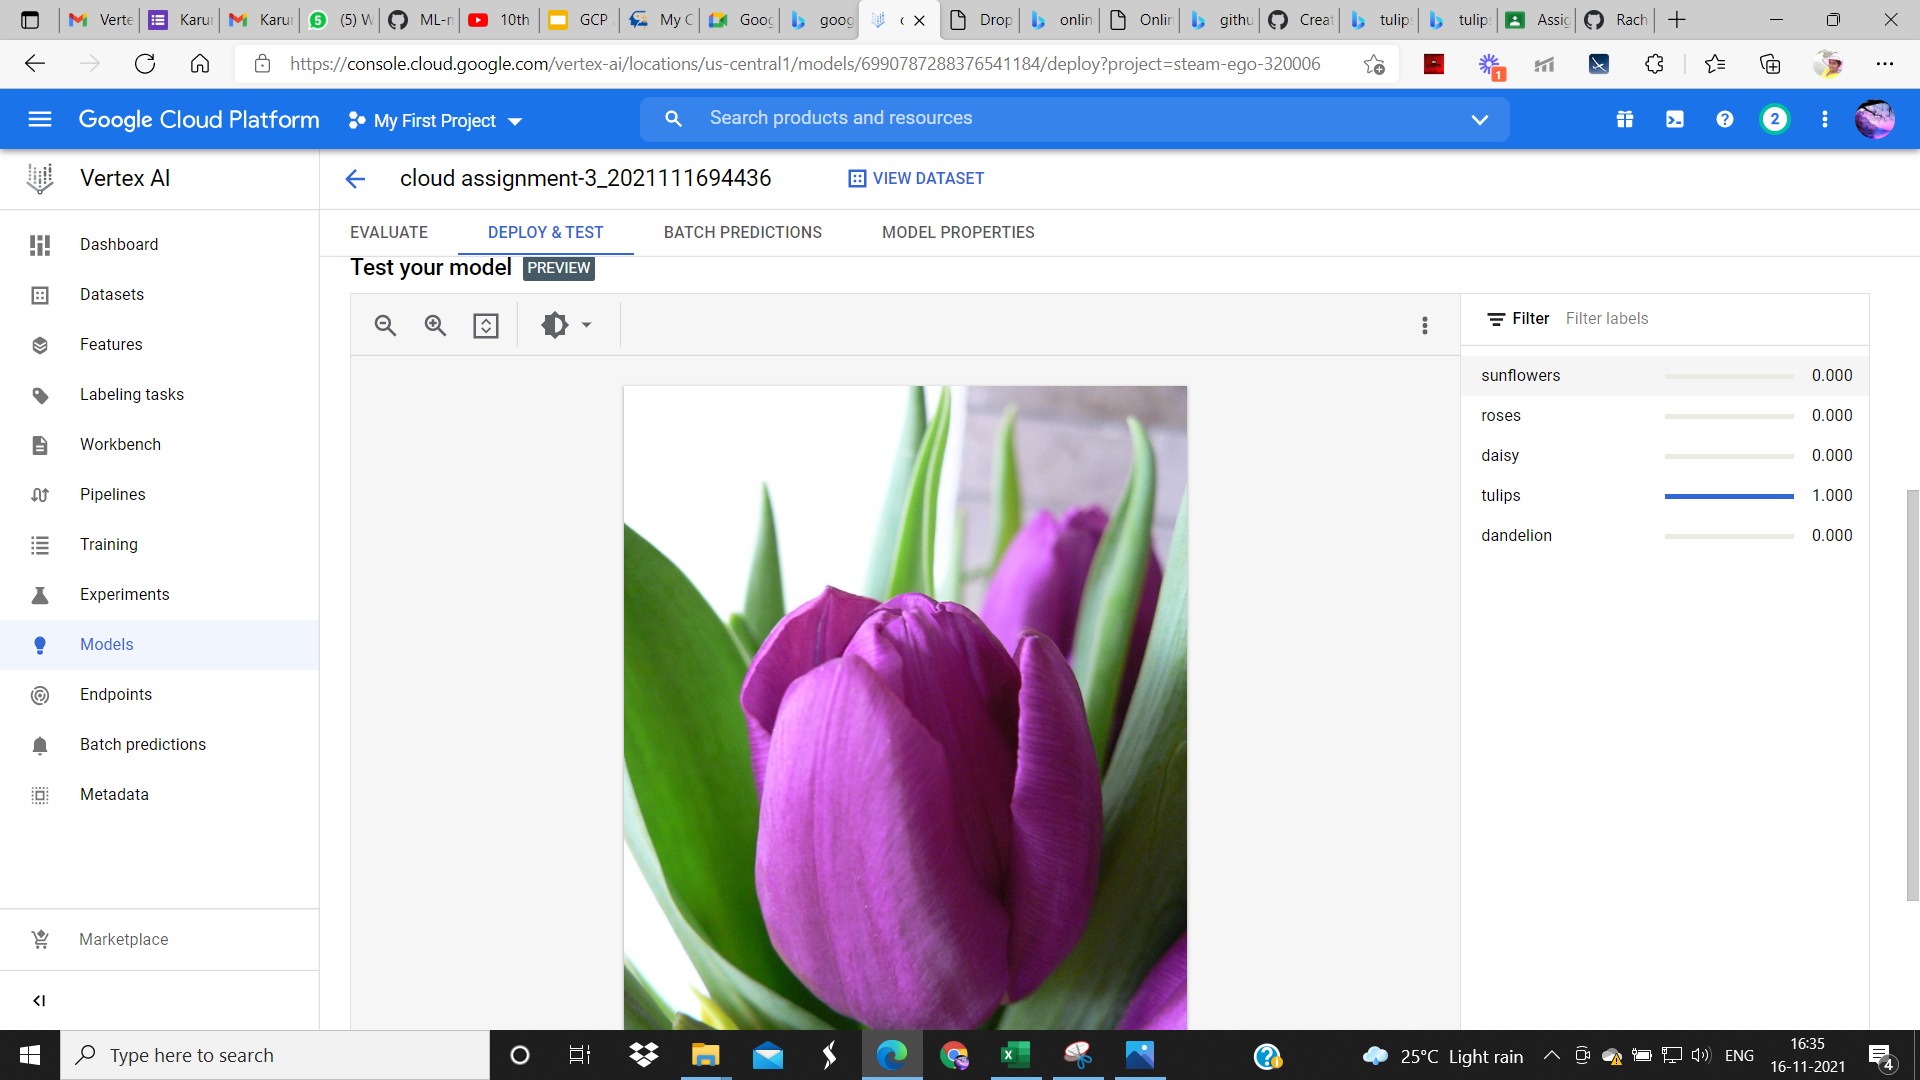 Verte
Karun
Karun
(5) W
ML-n
10th
GCP
My C
Goog
goog
c
Drop
onlin
Onlin
githu
Creat
tulip
tulip
Assig
Rach
https://console.cloud.google.com/vertex-ai/locations/us-central1/models/6990787288376541184/deploy?project=steam-ego-320006
1
Google Cloud Platform
My First Project
Search products and resources
2
Vertex AI
cloud assignment-3_2021111694436
VIEW DATASET
EVALUATE
DEPLOY & TEST
BATCH PREDICTIONS
MODEL PROPERTIES
Test your model PREVIEW
Dashboard
Datasets
Features
Labeling tasks
Workbench
Pipelines
Training
Experiments
Models
Endpoints
Batch predictions
Metadata
Marketplace
Filter Filter labels
sunflowers 0.000
roses 0.000
daisy 0.000
tulips 1.000
dandelion 0.000
Type here to search
25°C Light rain
ENG
16:35
16-11-2021
4